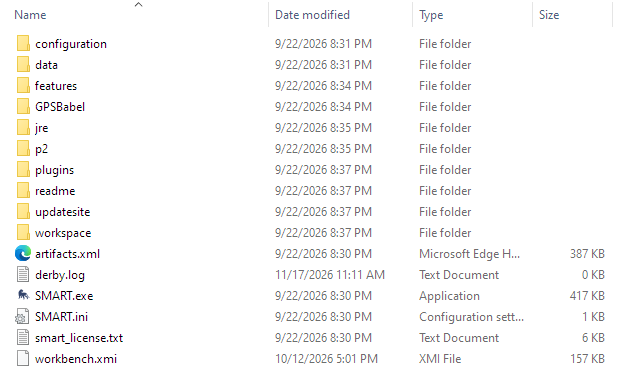 Name Date modified Type Size
configuration 9/22/2026 8:31 PM File folder
data 9/22/2026 8:31 PM File folder
features 9/22/2026 8:34 PM File folder
GPSBabel 9/22/2026 8:34 PM File folder
jre 9/22/2026 8:35 PM File folder
p2 9/22/2026 8:35 PM File folder
plugins 9/22/2026 8:37 PM File folder
readme 9/22/2026 8:37 PM File folder
updatesite 9/22/2026 8:37 PM File folder
workspace 9/22/2026 8:37 PM File folder
artifacts.xml 9/22/2026 8:30 PM Microsoft Edge H... 387 KB
derby.log 11/17/2026 11:11 AM Text Document 0 KB
SMART.exe 9/22/2026 8:30 PM Application 417 KB
SMART.ini 9/22/2026 8:30 PM Configuration sett... 1 KB
smart_license.txt 9/22/2026 8:30 PM Text Document 6 KB
workbench.xmi 10/12/2026 5:01 PM XMI File 157 KB